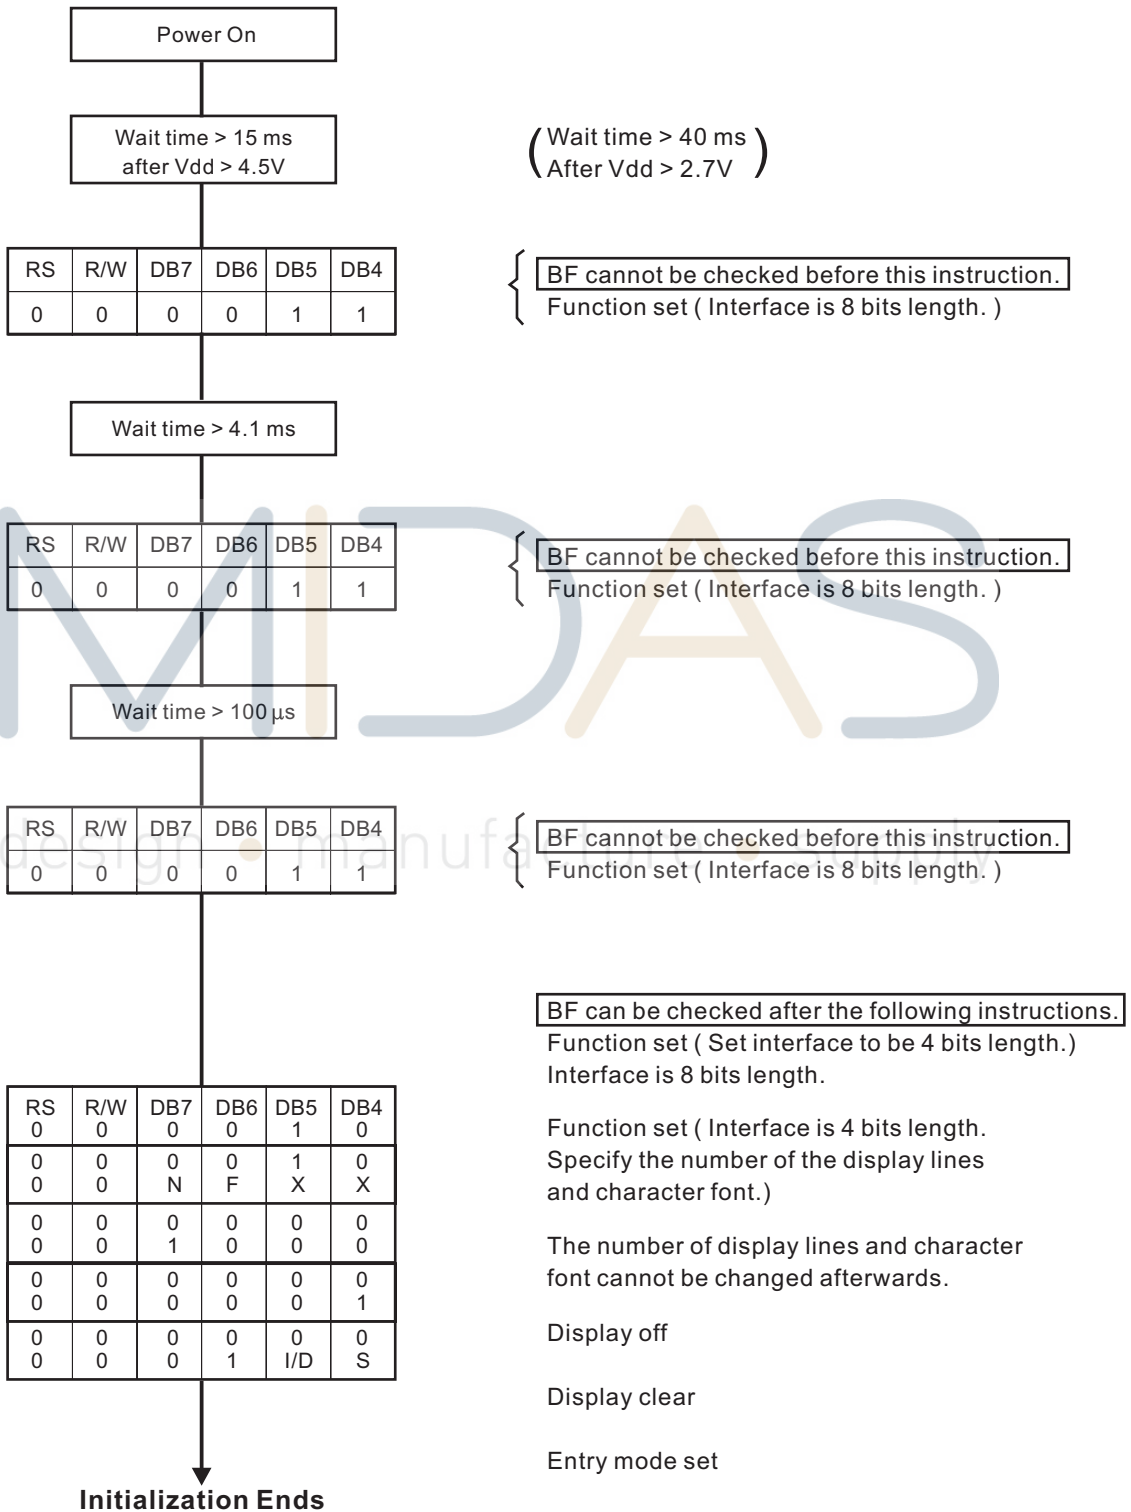 Power On
Wait time > 15 ms
after Vdd > 4.5V
(Wait time > 40 ms
After Vdd > 2.7V)
RS R/W DB7 DB6 DB5 DB4
0 0 0 0 1 1
BF cannot be checked before this instruction.
Function set ( Interface is 8 bits length. )
Wait time > 4.1 ms
MIDAS
RS R/W DB7 DB6 DB5 DB4
0 0 0 0 1 1
BF cannot be checked before this instruction.
Function set ( Interface is 8 bits length. )
Wait time > 100 µs
design • manufacture • supply
RS R/W DB7 DB6 DB5 DB4
0 0 0 0 1 1
BF cannot be checked before this instruction.
Function set ( Interface is 8 bits length. )
RS R/W DB7 DB6 DB5 DB4
0 0 0 0 1 0
0 0 0 0 1 0
0 0 N F X X
0 0 0 0 0 0
0 0 1 0 0 0
0 0 0 0 0 0
0 0 0 0 0 1
0 0 0 0 0 0
0 0 0 1 I/D S
BF can be checked after the following instructions.
Function set ( Set interface to be 4 bits length.)
Interface is 8 bits length.
Function set ( Interface is 4 bits length.
Specify the number of the display lines
and character font.)
The number of display lines and character
font cannot be changed afterwards.
Display off
Display clear
Entry mode set
Initialization Ends